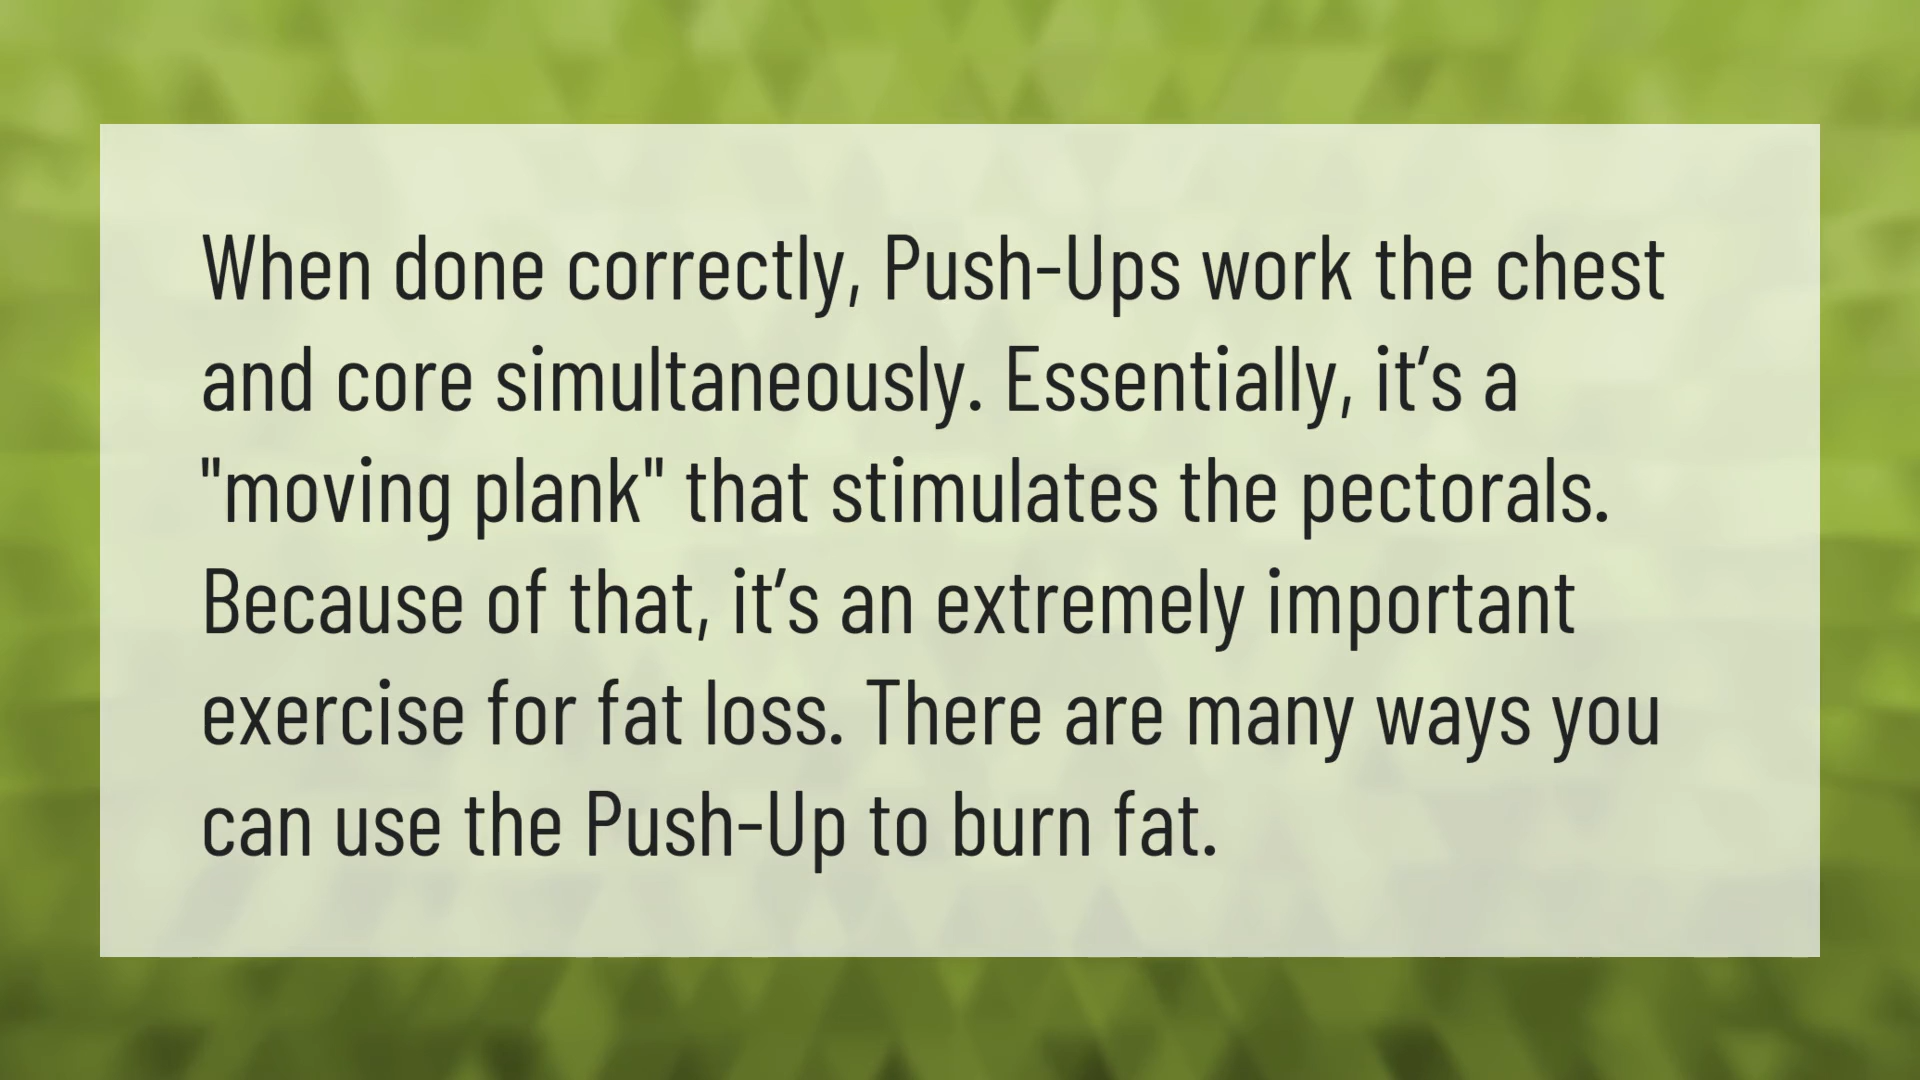 When done correctly, Push-Ups work the chest
and core simultaneously. Essentially, it’s a
"moving plank" that stimulates the pectorals.
Because of that, it’s an extremely important
exercise for fat loss. There are many ways you
can use the Push-Up to burn fat.